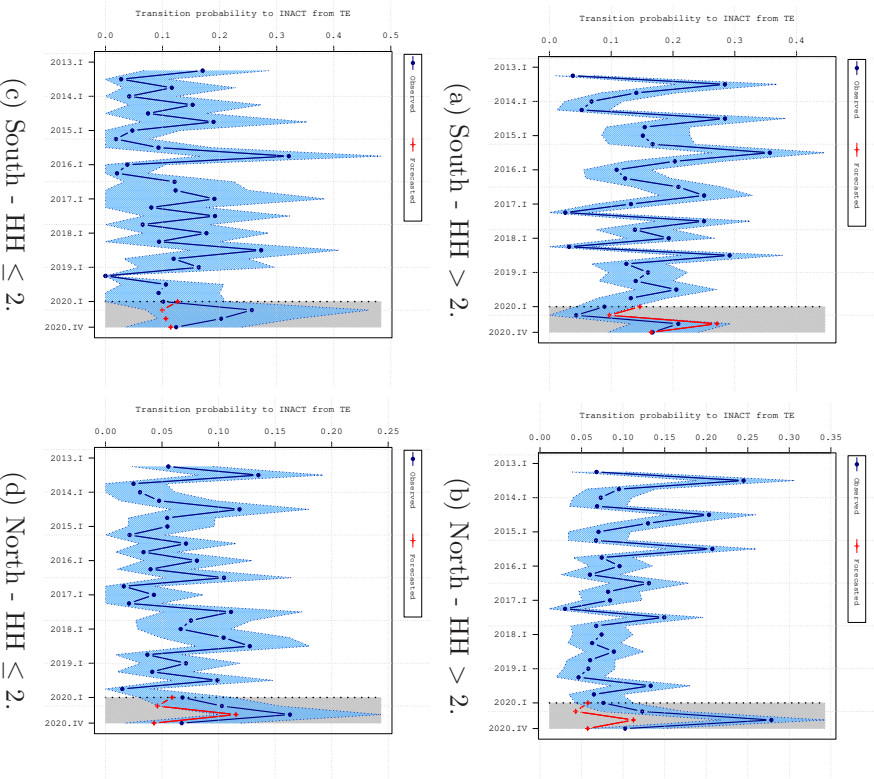 Transition probability to INACT from TE
0.0 0.1 0.2 0.3 0.4
2013.I
2014.I
2015.I
2016.I
2017.I
2018.I
2019.I
2020.I
2020.IV
Observed Forecasted
(a) South - HH > 2.
Transition probability to INACT from TE
0.00 0.05 0.10 0.15 0.20 0.25 0.30 0.35
2013.I
2014.I
2015.I
2016.I
2017.I
2018.I
2019.I
2020.I
2020.IV
Observed Forecasted
(b) North - HH > 2.
Transition probability to INACT from TE
0.0 0.1 0.2 0.3 0.4 0.5
2013.I
2014.I
2015.I
2016.I
2017.I
2018.I
2019.I
2020.I
2020.IV
Observed Forecasted
(c) South - HH ≤ 2.
Transition probability to INACT from TE
0.00 0.05 0.10 0.15 0.20 0.25
2013.I
2014.I
2015.I
2016.I
2017.I
2018.I
2019.I
2020.I
2020.IV
Observed Forecasted
(d) North - HH ≤ 2.